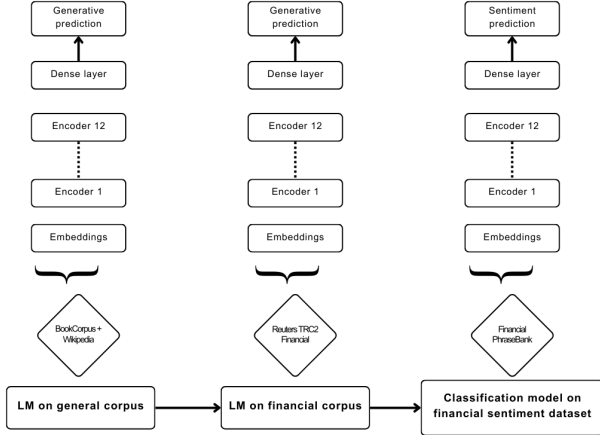 Generative
prediction
Generative
prediction
Sentiment
prediction
Dense layer
Dense layer
Dense layer
Encoder 12
Encoder 12
Encoder 12
Encoder 1
Encoder 1
Encoder 1
Embeddings
Embeddings
Embeddings
BookCorpus +
Wikipedia
Reuters TRC2
Financial
Financial
PhraseBank
LM on general corpus
LM on financial corpus
Classification model on
financial sentiment dataset